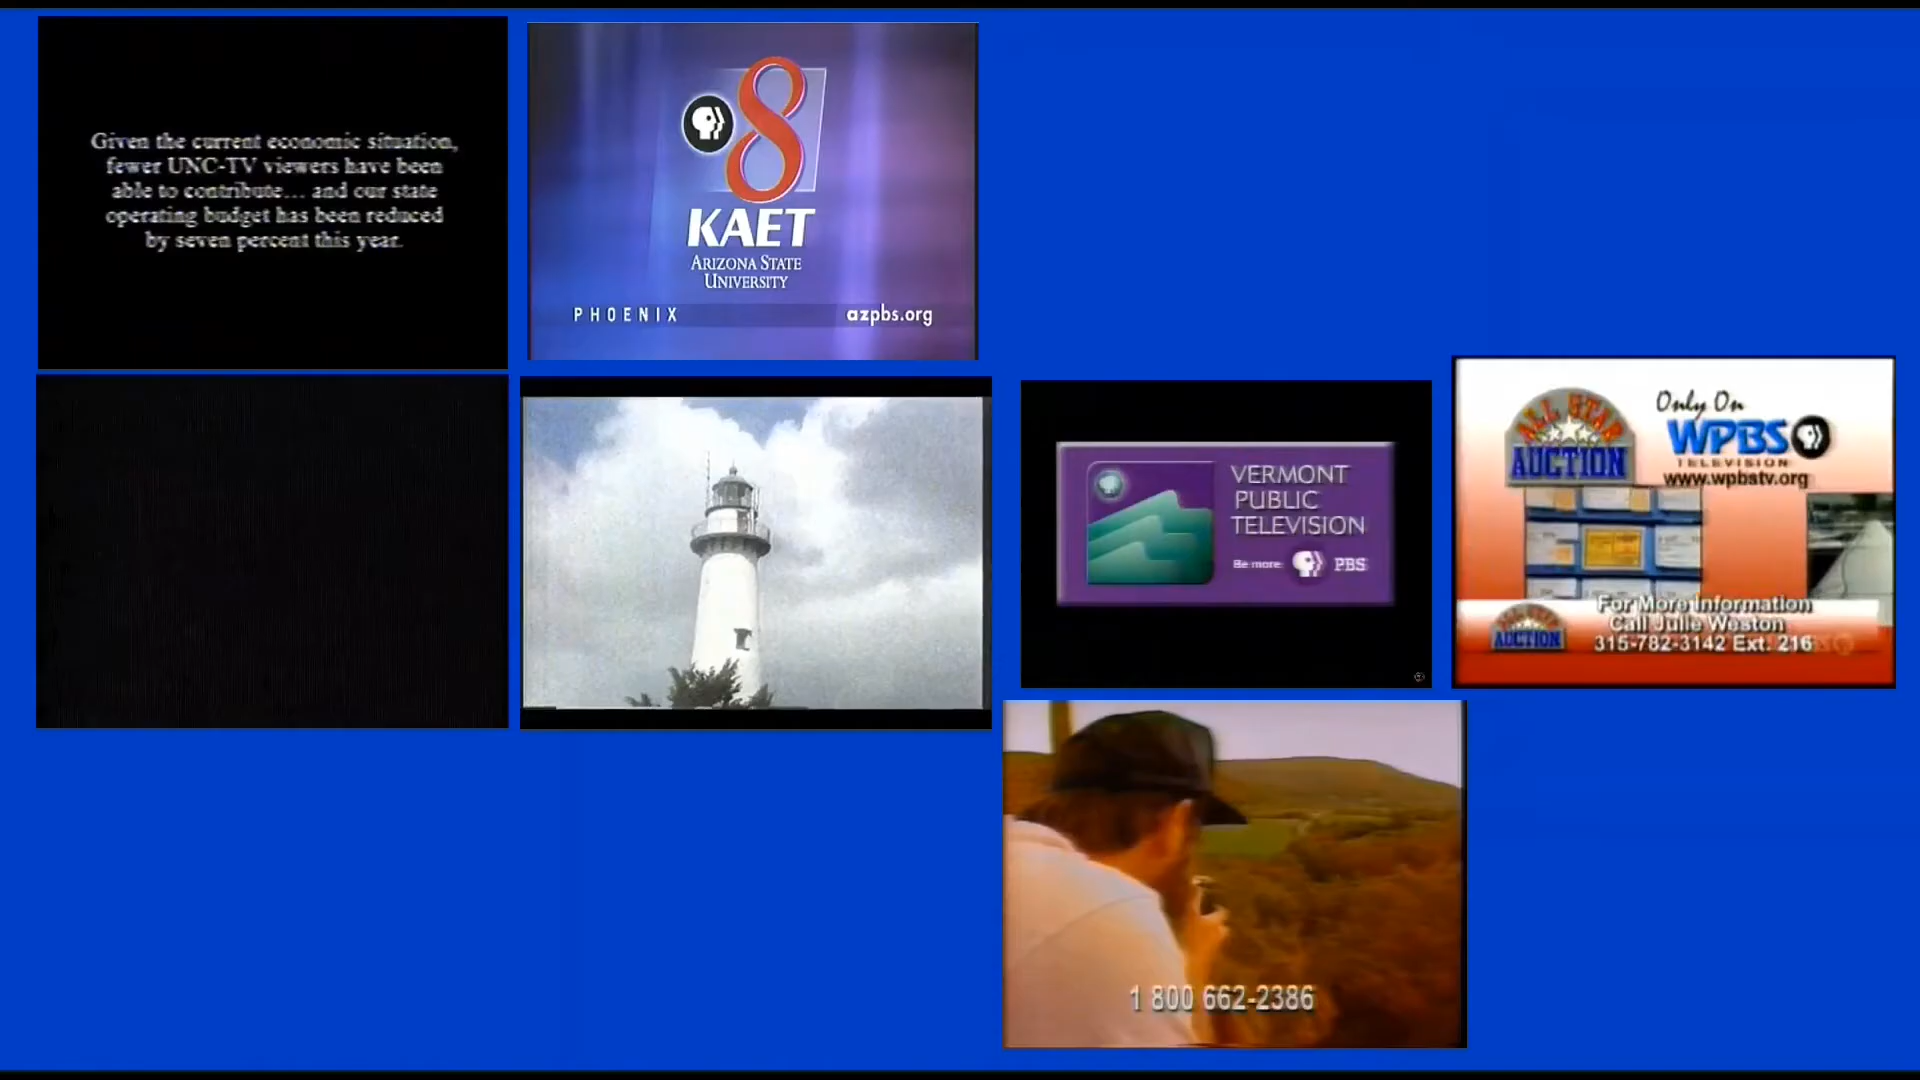 Given the current economic situation,
fewer UNC-TV viewers have been
able to contribute... and our state
operating budget has been reduced
by seven percent this year.
8
KAET
ARIZONA STATE
UNIVERSITY
PHOENIX
azpbs.org
VERMONT
PUBLIC
TELEVISION
Be more
PBS
ALL STAR
AUCTION
Only On
WPBS
TELEVISION
www.wpbstv.org
For More Information
Call Julie Weston
315-782-3142 Ext. 216
ALL STAR
AUCTION
1 800 662-2386